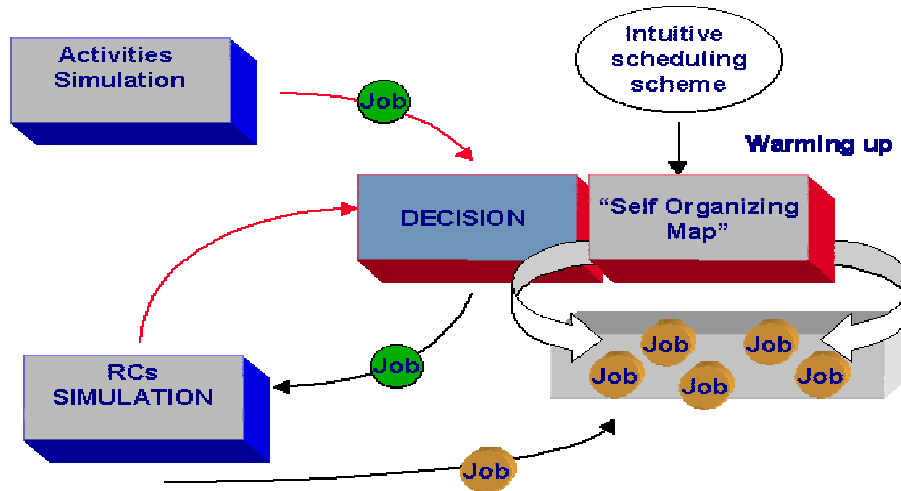 Activities
Simulation
Intuitive
scheduling
scheme
Job
Warming up
DECISION
“Self Organizing
Map”
Job
Job
Job
Job
Job
Job
RCs
SIMULATION
Job
Job